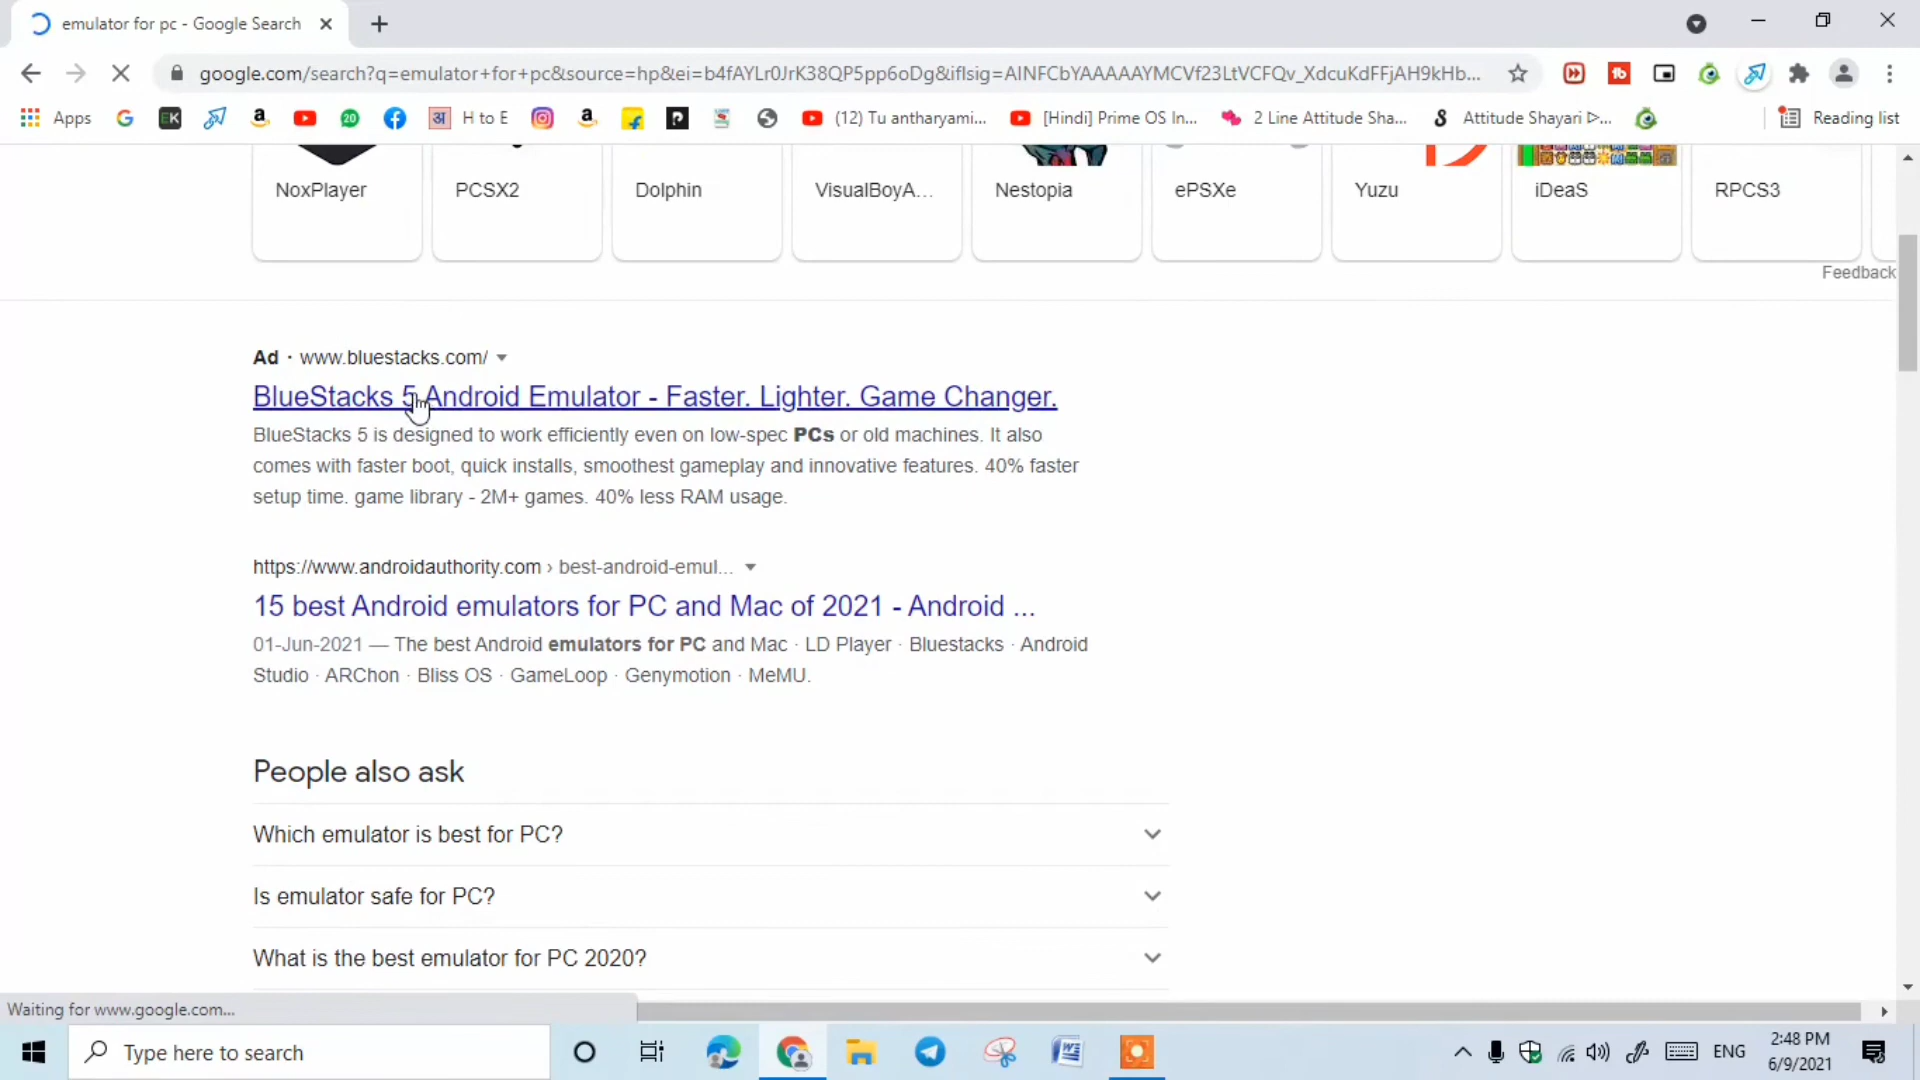 emulator for pc - Google Search
google.com/search?q=emulator+for+pc&source=hp&ei=b4fAYLr0JrK38QP5pp6oDg&iflsig=AINFCbYAAAAAYMCVf23LtVCFQv_XdcuKdFFjAH9kHb...
Apps
H to E
(12) Tu antharyami...
[Hindi] Prime OS In...
2 Line Attitude Sha...
Attitude Shayari ᐅ...
Reading list
NoxPlayer
PCSX2
Dolphin
VisualBoyA...
Nestopia
ePSXe
Yuzu
iDeaS
RPCS3
Feedback
Ad · www.bluestacks.com/
BlueStacks 5 Android Emulator - Faster. Lighter. Game Changer.
BlueStacks 5 is designed to work efficiently even on low-spec PCs or old machines. It also
comes with faster boot, quick installs, smoothest gameplay and innovative features. 40% faster
setup time. game library - 2M+ games. 40% less RAM usage.
https://www.androidauthority.com › best-android-emul...
15 best Android emulators for PC and Mac of 2021 - Android ...
01-Jun-2021 — The best Android emulators for PC and Mac · LD Player · Bluestacks · Android
Studio · ARChon · Bliss OS · GameLoop · Genymotion · MeMU.
People also ask
Which emulator is best for PC?
Is emulator safe for PC?
What is the best emulator for PC 2020?
Waiting for www.google.com...
Type here to search
ENG
2:48 PM
6/9/2021